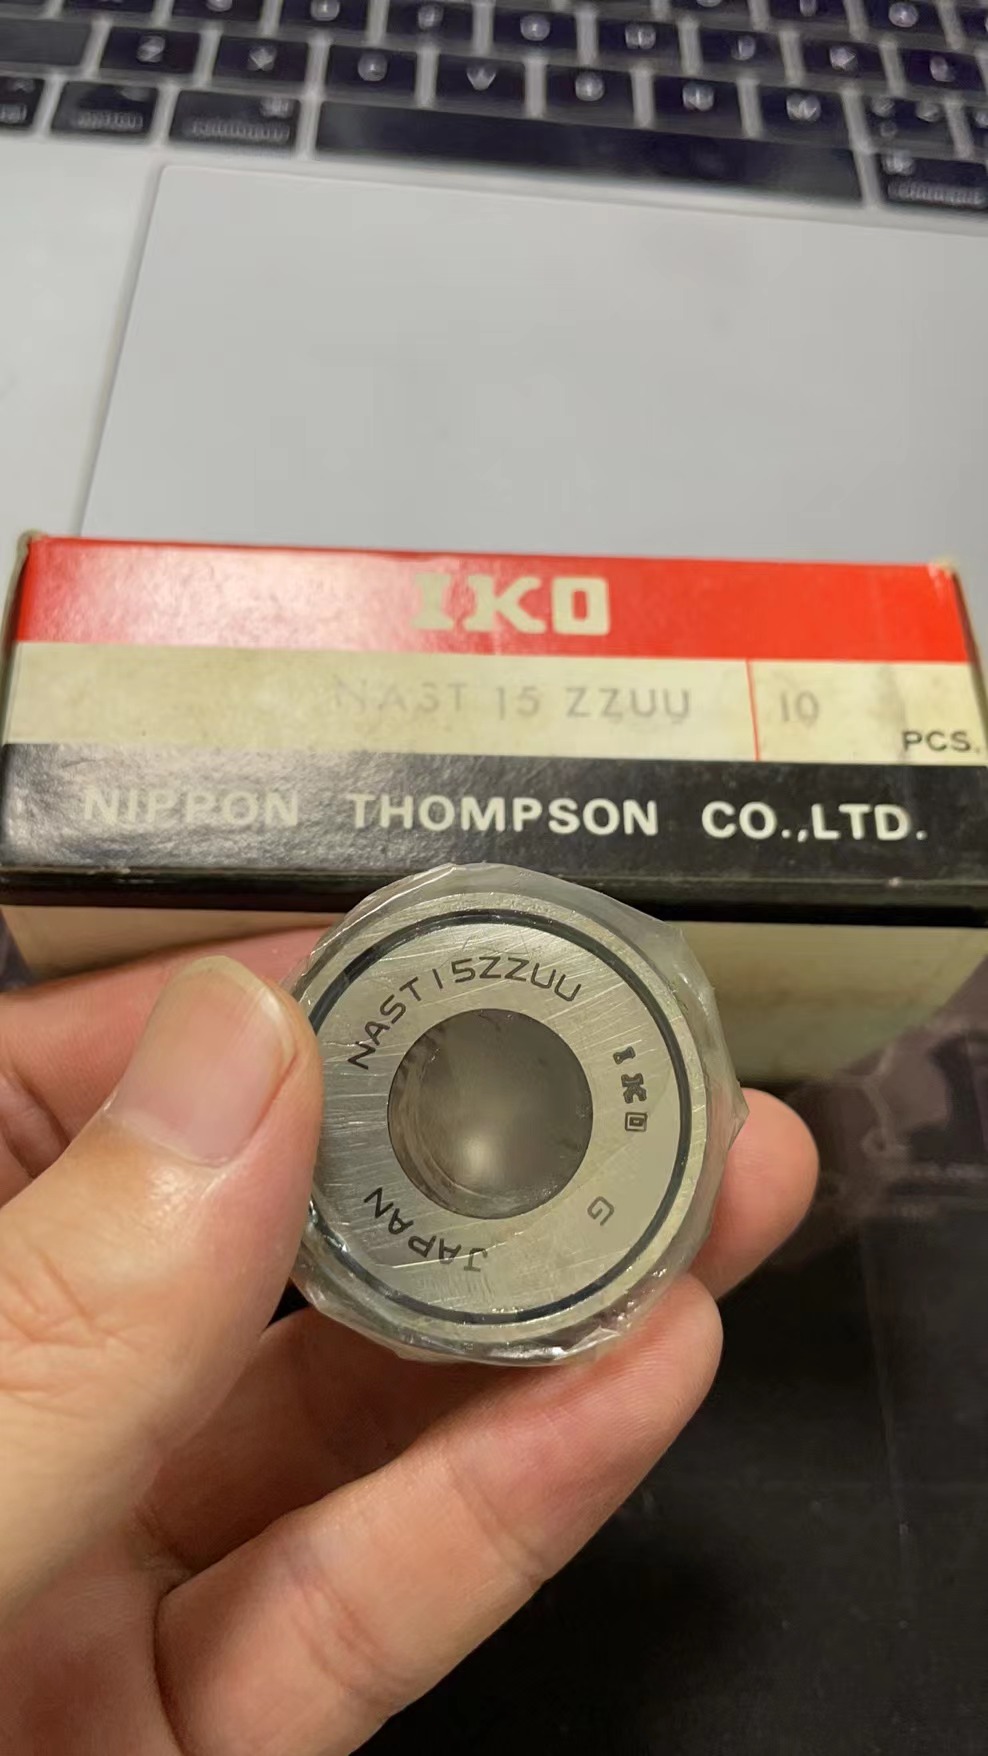 Z X C V
IKO
NAST 15 ZZUU
10
PCS.
NIPPON THOMPSON CO.,LTD.
NAST15ZZUU
IKO
G
JAPAN